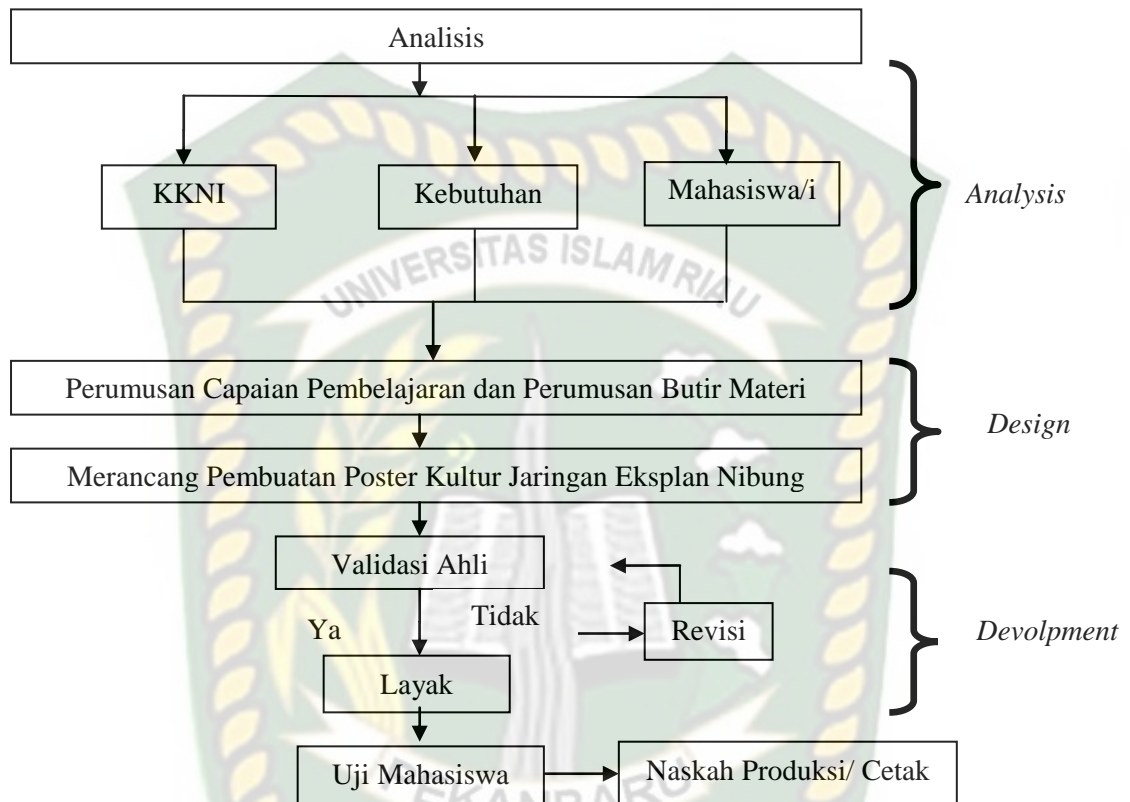 Analisis
KKNI
Kebutuhan
Mahasiswa/i
Analysis
UNIVERSITAS ISLAM RIAU
Perumusan Capaian Pembelajaran dan Perumusan Butir Materi
Design
Merancang Pembuatan Poster Kultur Jaringan Eksplan Nibung
Validasi Ahli
Ya
Tidak
Revisi
Devolpment
Layak
Uji Mahasiswa
Naskah Produksi/ Cetak
PEKANBARU